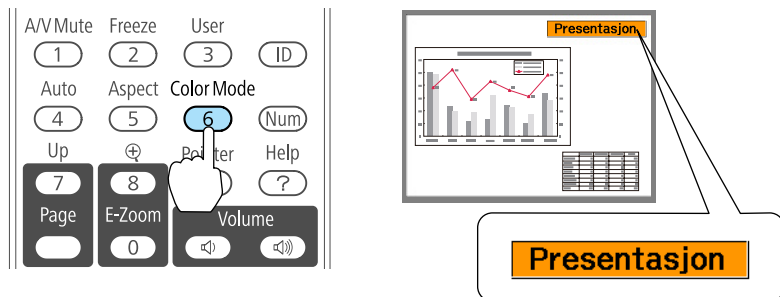 A/V Mute Freeze User
1 2 3 ID
Auto Aspect Color Mode
4 5 6 Num
Up Help
7 8 ?
Page E-Zoom Volume
0
Presentasjon
Presentasjon